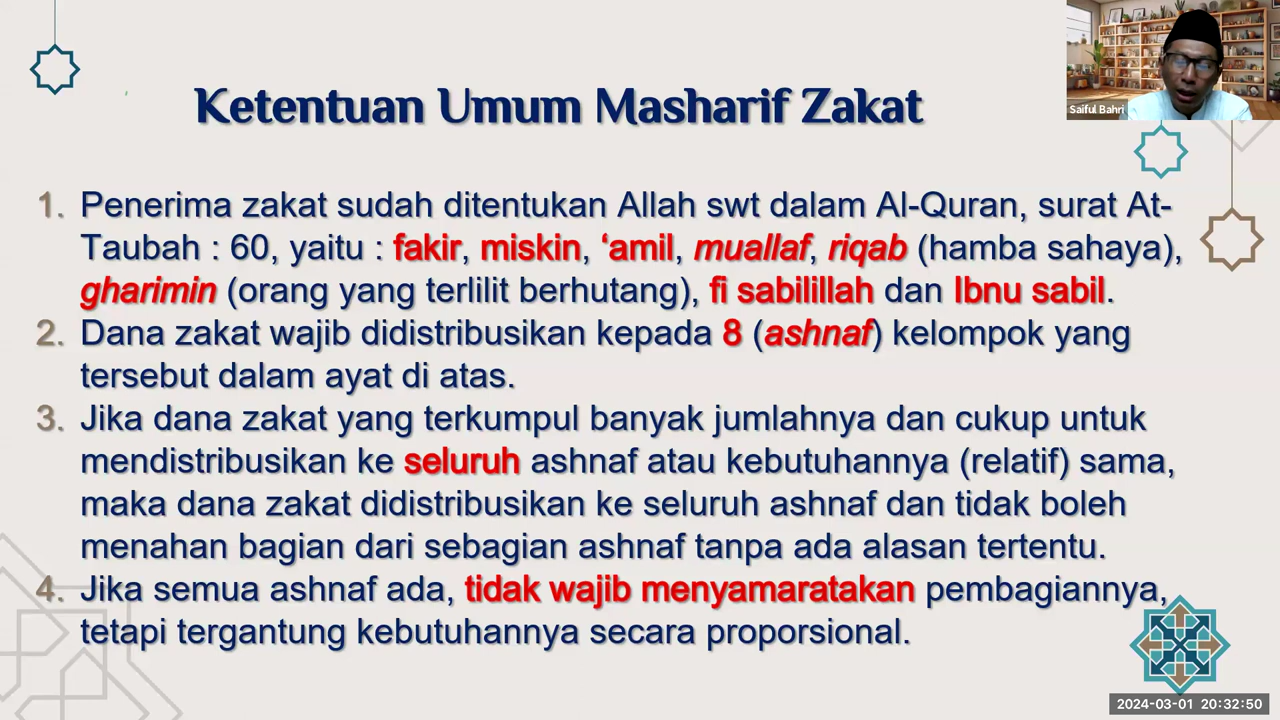 Ketentuan Umum Masharif Zakat
Saiful Bahri
1. Penerima zakat sudah ditentukan Allah swt dalam Al-Quran, surat At-
Taubah : 60, yaitu : fakir, miskin, ‘amil, muallaf, riqab (hamba sahaya),
gharimin (orang yang terlilit berhutang), fi sabilillah dan Ibnu sabil.
2. Dana zakat wajib didistribusikan kepada 8 (ashnaf) kelompok yang
tersebut dalam ayat di atas.
3. Jika dana zakat yang terkumpul banyak jumlahnya dan cukup untuk
mendistribusikan ke seluruh ashnaf atau kebutuhannya (relatif) sama,
maka dana zakat didistribusikan ke seluruh ashnaf dan tidak boleh
menahan bagian dari sebagian ashnaf tanpa ada alasan tertentu.
4. Jika semua ashnaf ada, tidak wajib menyamaratakan pembagiannya,
tetapi tergantung kebutuhannya secara proporsional.
2024-03-01 20:32:50